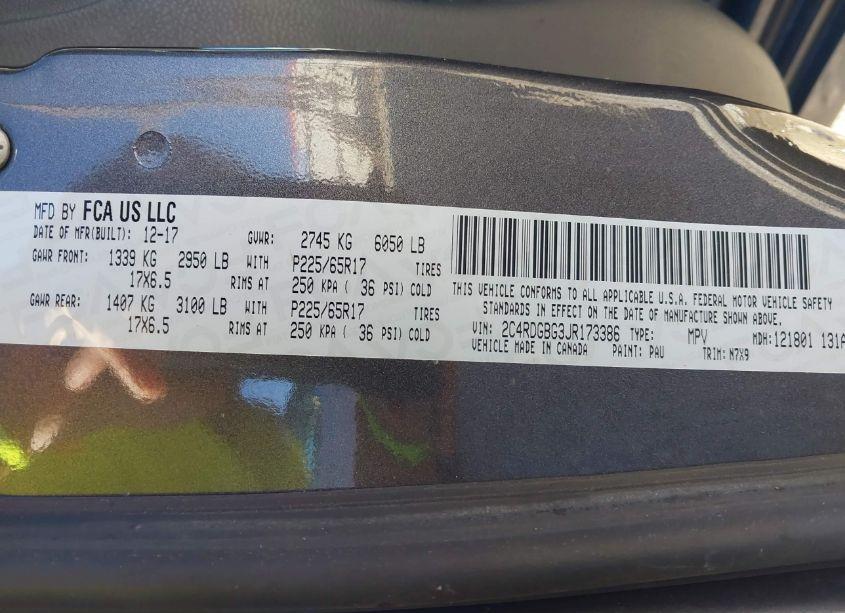 MFD BY FCA US LLC
DATE OF MFR(BUILT): 12-17 GVWR: 2745 KG 6050 LB
GAWR FRONT: 1339 KG 2950 LB WITH P225/65R17 TIRES
17X6.5 RIMS AT 250 KPA ( 36 PSI) COLD
GAWR REAR: 1407 KG 3100 LB WITH P225/65R17 TIRES
17X6.5 RIMS AT 250 KPA ( 36 PSI) COLD
THIS VEHICLE CONFORMS TO ALL APPLICABLE U.S.A. FEDERAL MOTOR VEHICLE SAFETY
STANDARDS IN EFFECT ON THE DATE OF MANUFACTURE SHOWN ABOVE.
VIN: 2C4RDGBG3JR173386 TYPE: MPV MDH:121801 131A
VEHICLE MADE IN CANADA PAINT: PAU TRIM: N7X9